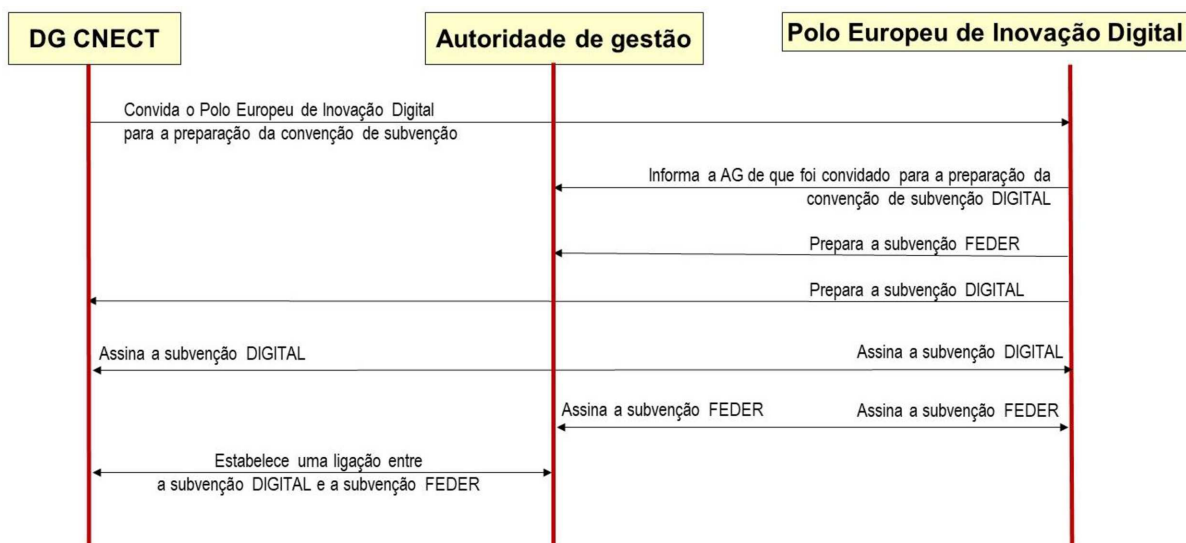 DG CNECT
Autoridade de gestão
Polo Europeu de Inovação Digital
Convida o Polo Europeu de Inovação Digital
para a preparação da convenção de subvenção
Informa a AG de que foi convidado para a preparação da
convenção de subvenção DIGITAL
Prepara a subvenção FEDER
Prepara a subvenção DIGITAL
Assina a subvenção DIGITAL
Assina a subvenção DIGITAL
Assina a subvenção FEDER
Assina a subvenção FEDER
Estabelece uma ligação entre
a subvenção DIGITAL e a subvenção FEDER